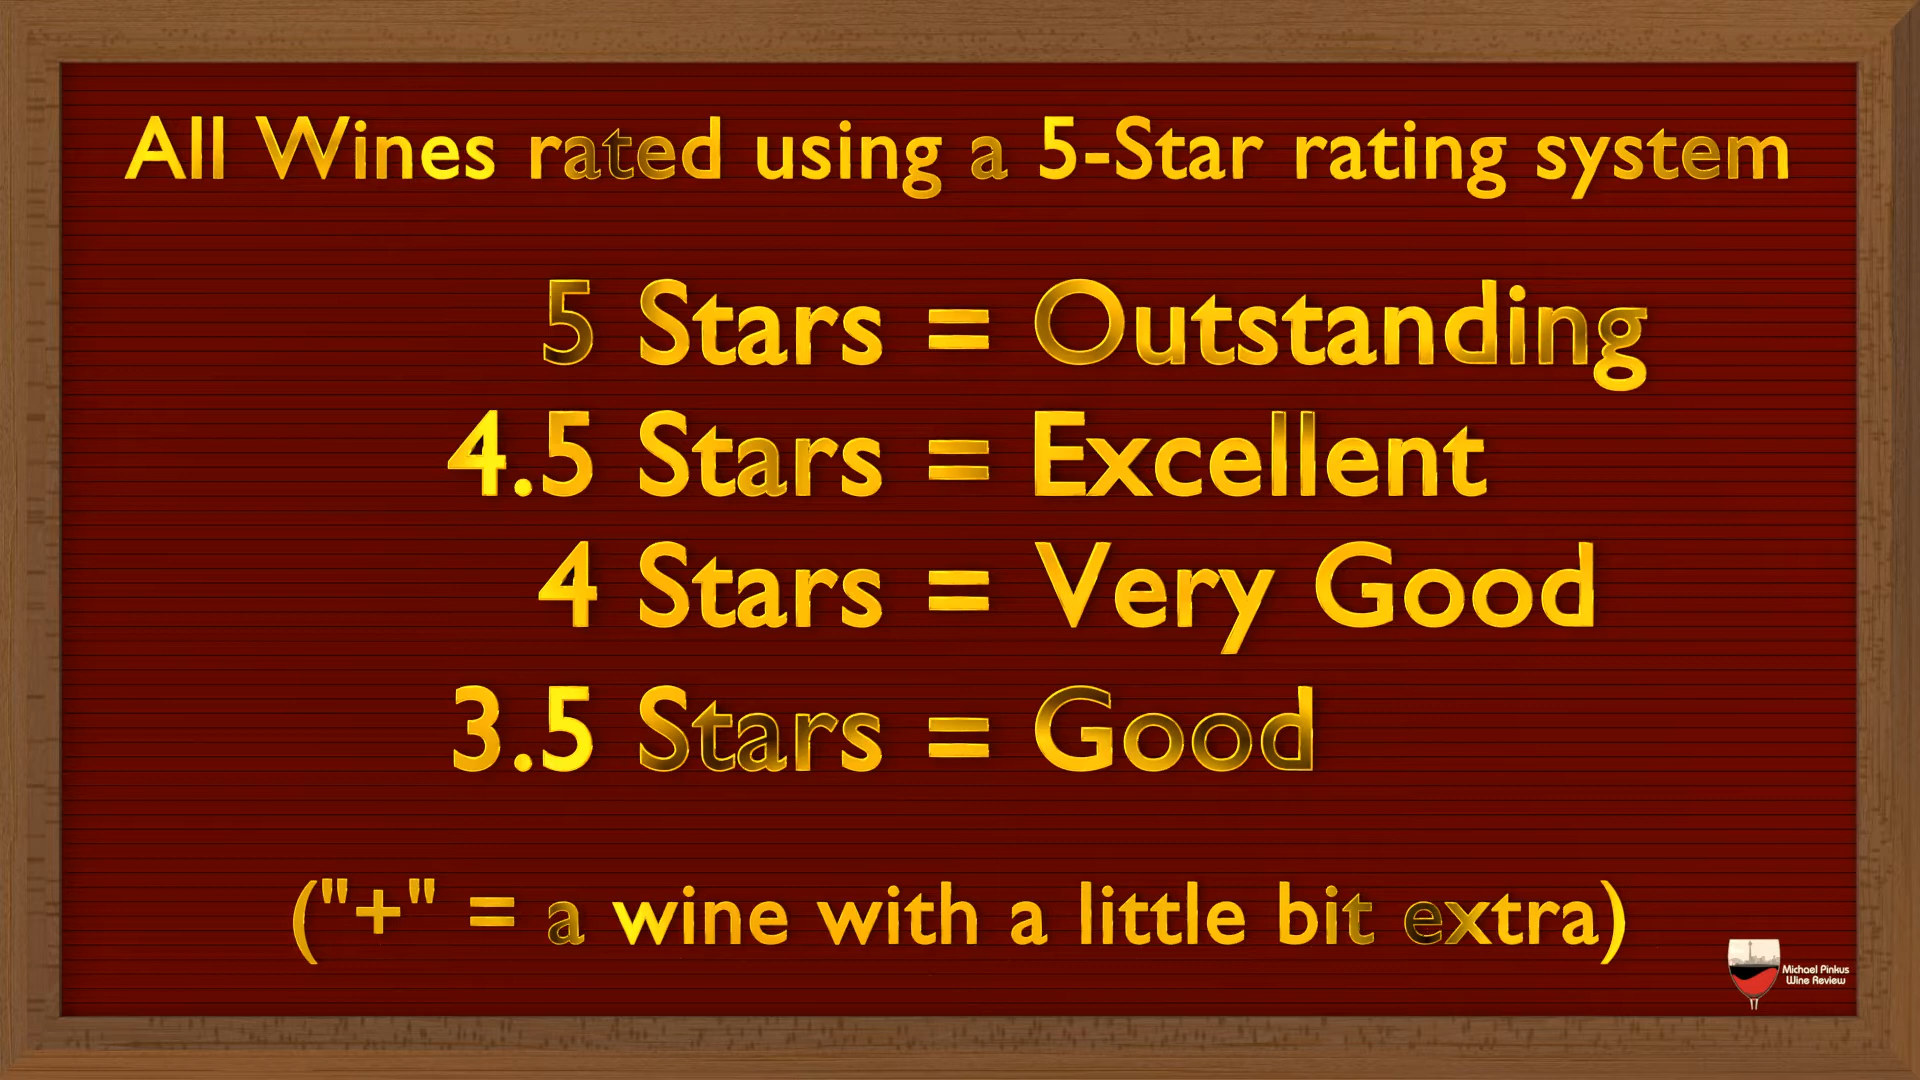 All Wines rated using a 5-Star rating system
5 Stars = Outstanding
4.5 Stars = Excellent
4 Stars = Very Good
3.5 Stars = Good
("+" = a wine with a little bit extra)
Michael Pinkus
Wine Review